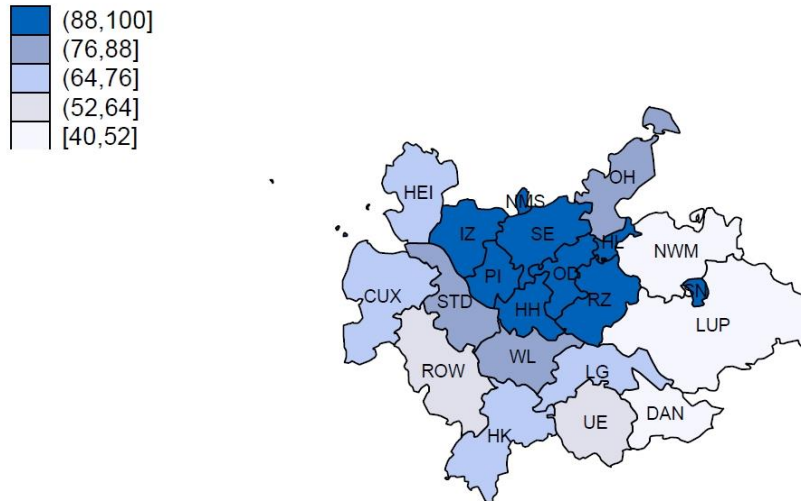 (88,100]
(76,88]
(64,76]
(52,64]
[40,52]
OH
HEI
NMS
IZ
SE
HL
NWM
PI
OD
SN
CUX
STD
HH
RZ
LUP
WL
ROW
LG
DAN
UE
HK